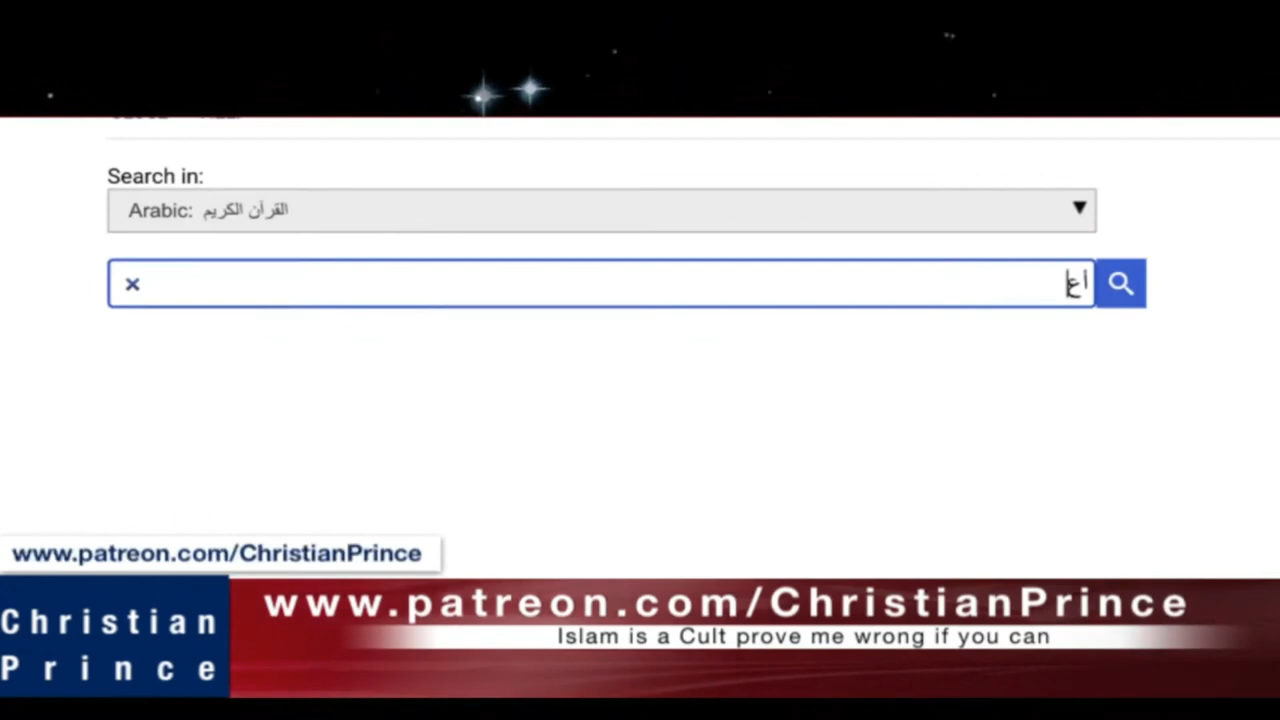 Search in:
Arabic: القرآن الكريم
اع
www.patreon.com/ChristianPrince
www.patreon.com/ChristianPrince
Islam is a Cult prove me wrong if you can
Christian
Prince